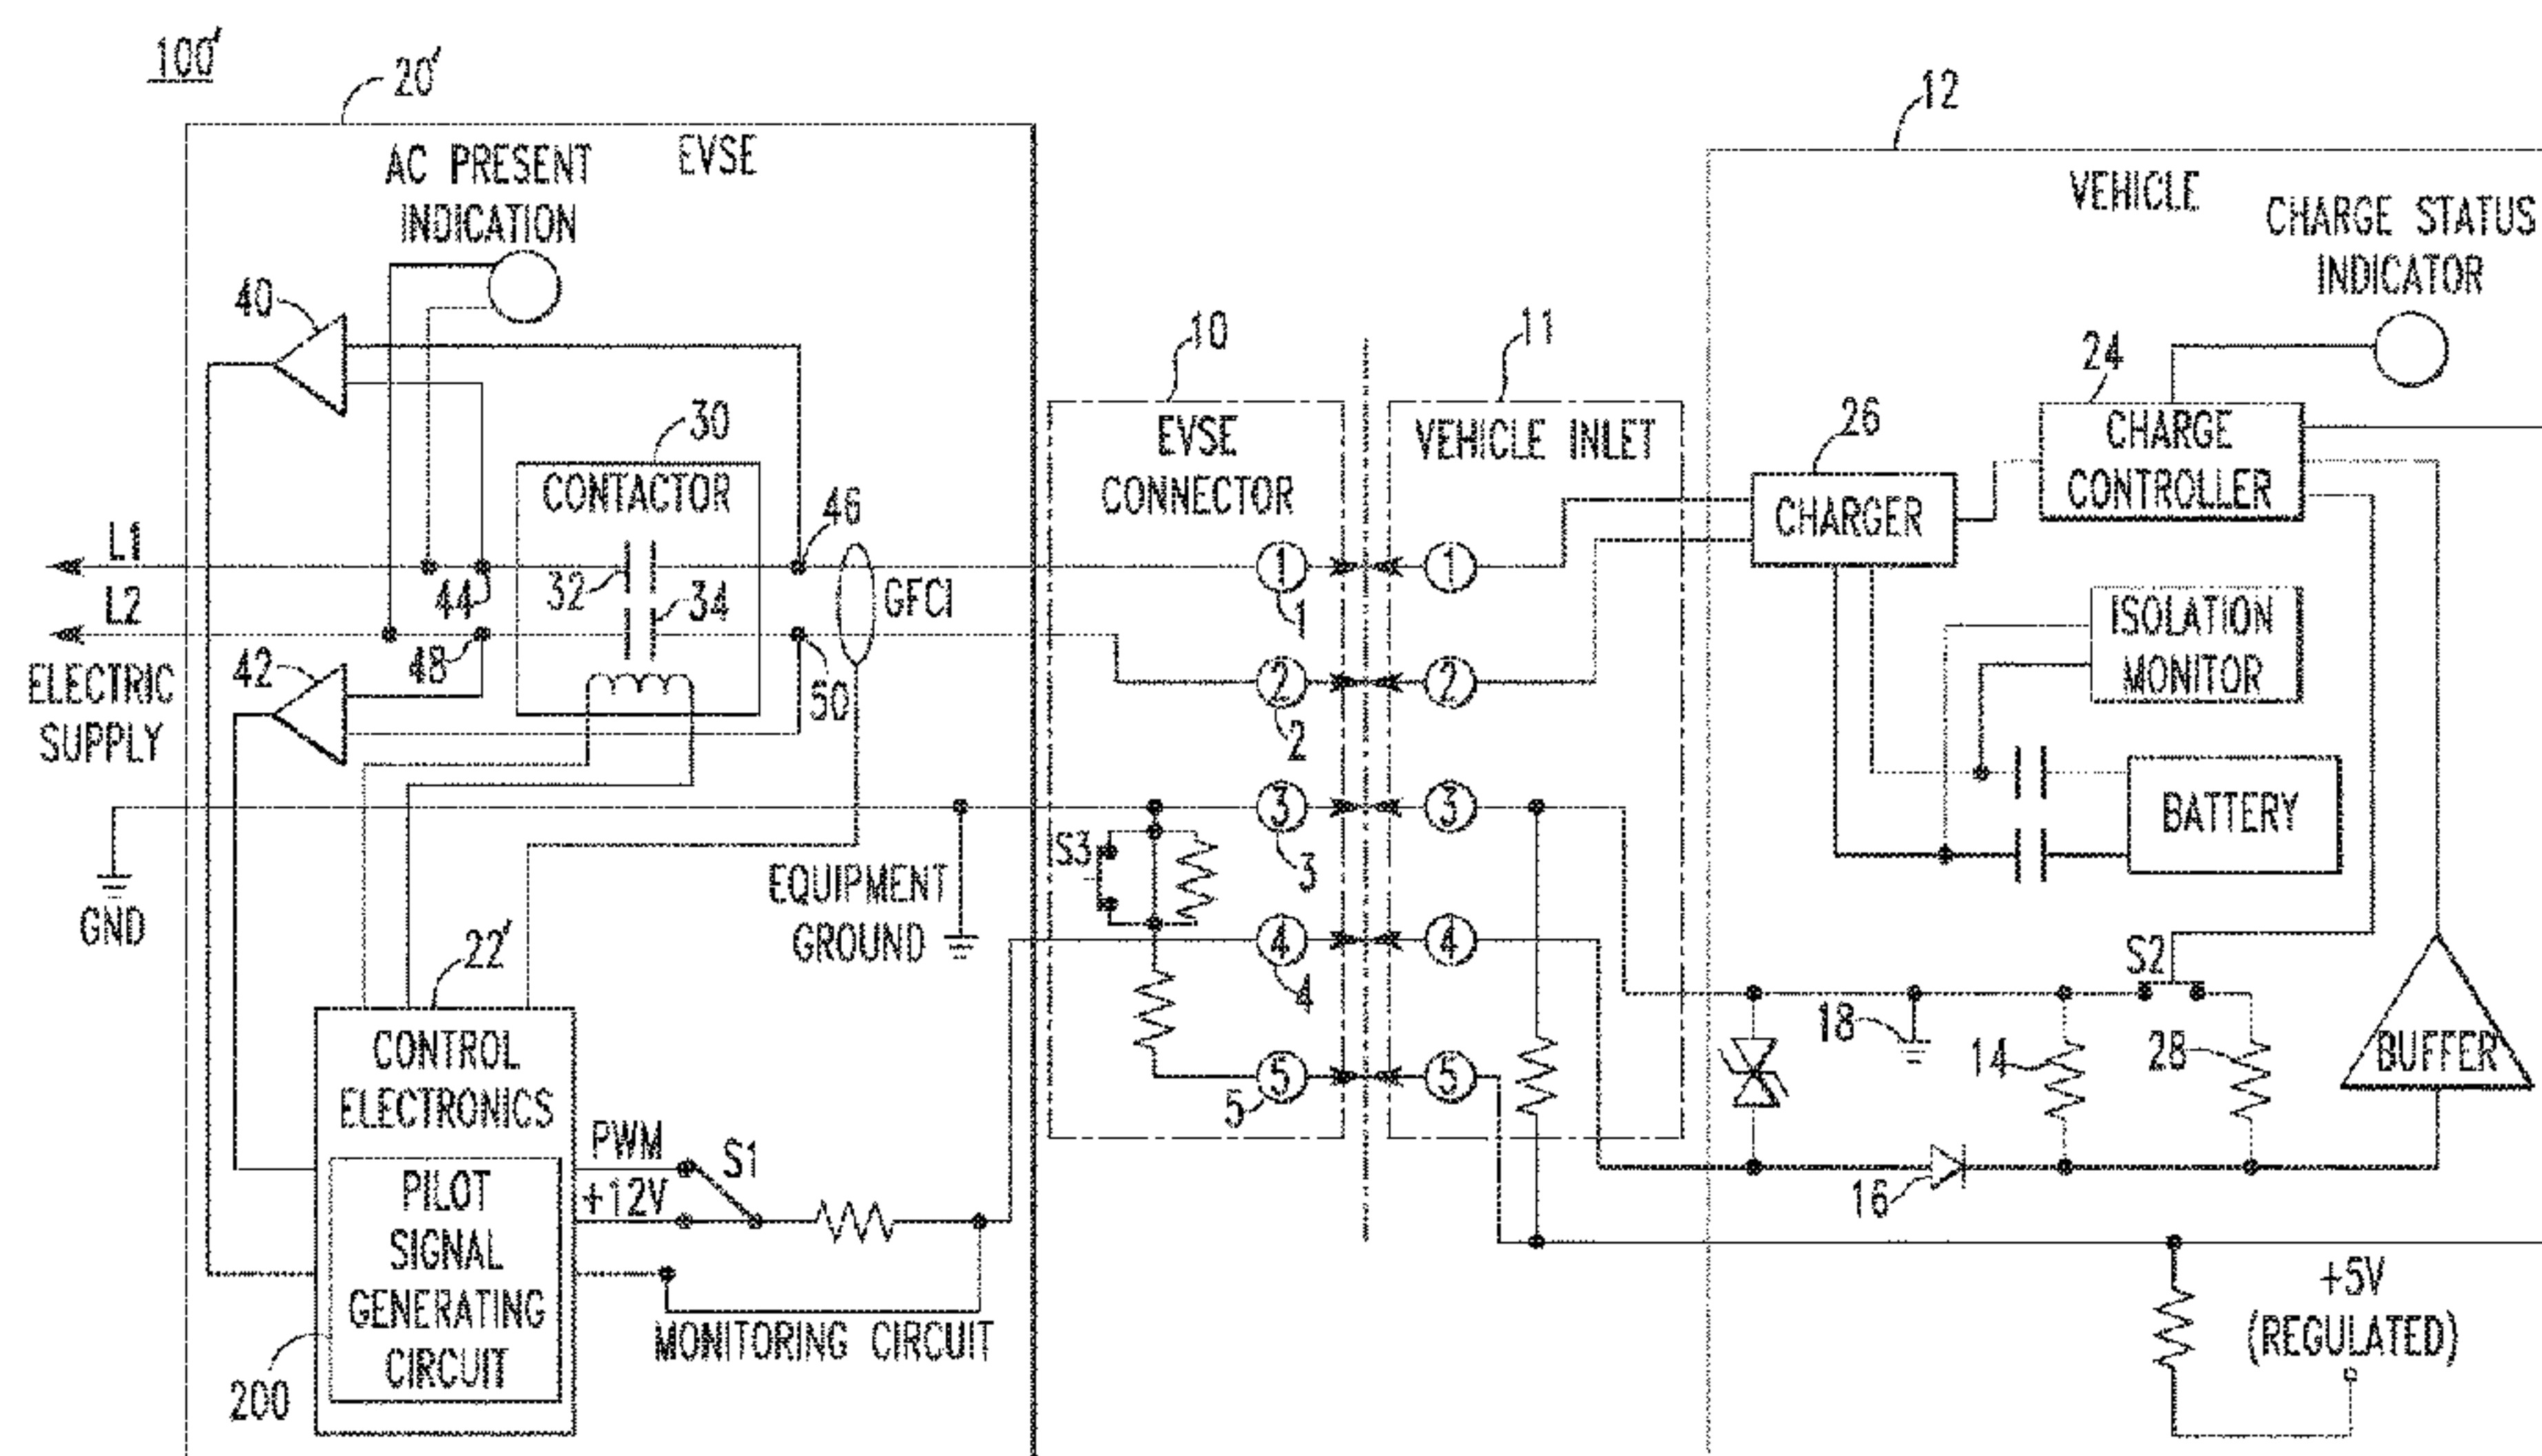 100'
20'
EVSE
AC PRESENT
INDICATION
40
30
CONTACTOR
46
L1
44
32
34
GFCI
L2
48
50
ELECTRIC
SUPPLY
42
GND
EQUIPMENT
GROUND
22'
CONTROL
ELECTRONICS
PWM
+12V
S1
PILOT
SIGNAL
GENERATING
CIRCUIT
200
MONITORING CIRCUIT
10
EVSE
CONNECTOR
1
1
2
2
3
3
S3
4
4
5
5
11
VEHICLE INLET
1
2
3
4
5
12
VEHICLE
CHARGE STATUS
INDICATOR
24
CHARGE
CONTROLLER
26
CHARGER
ISOLATION
MONITOR
BATTERY
S2
18
14
28
BUFFER
16
+5V
(REGULATED)